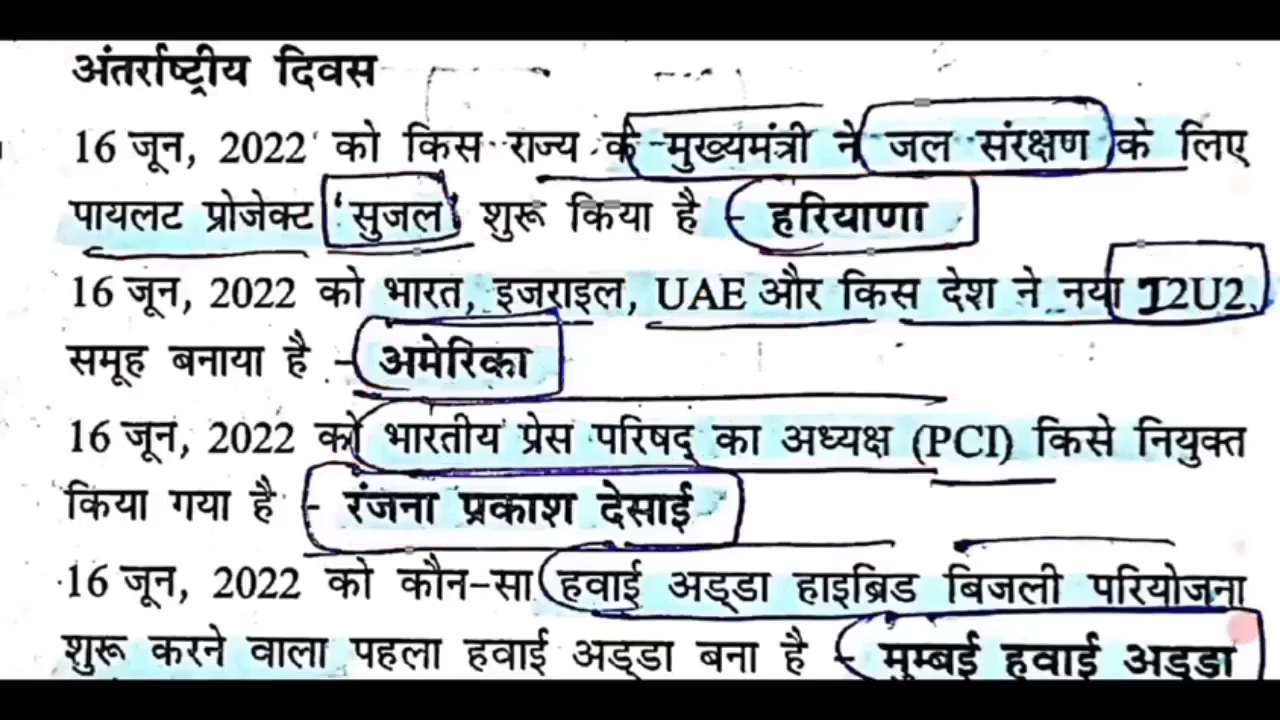 अंतर्राष्ट्रीय दिवस
16 जून, 2022 को किस राज्य के मुख्यमंत्री ने जल संरक्षण के लिए
पायलट प्रोजेक्ट 'सुजल' शुरू किया है - हरियाणा
16 जून, 2022 को भारत, इजराइल, UAE और किस देश ने नया I2U2
समूह बनाया है - अमेरिका
16 जून, 2022 को भारतीय प्रेस परिषद् का अध्यक्ष (PCI) किसे नियुक्त
किया गया है - रंजना प्रकाश देसाई
16 जून, 2022 को कौन-सा हवाई अड्डा हाइब्रिड बिजली परियोजना
शुरू करने वाला पहला हवाई अड्डा बना है - मुम्बई हवाई अड्डा